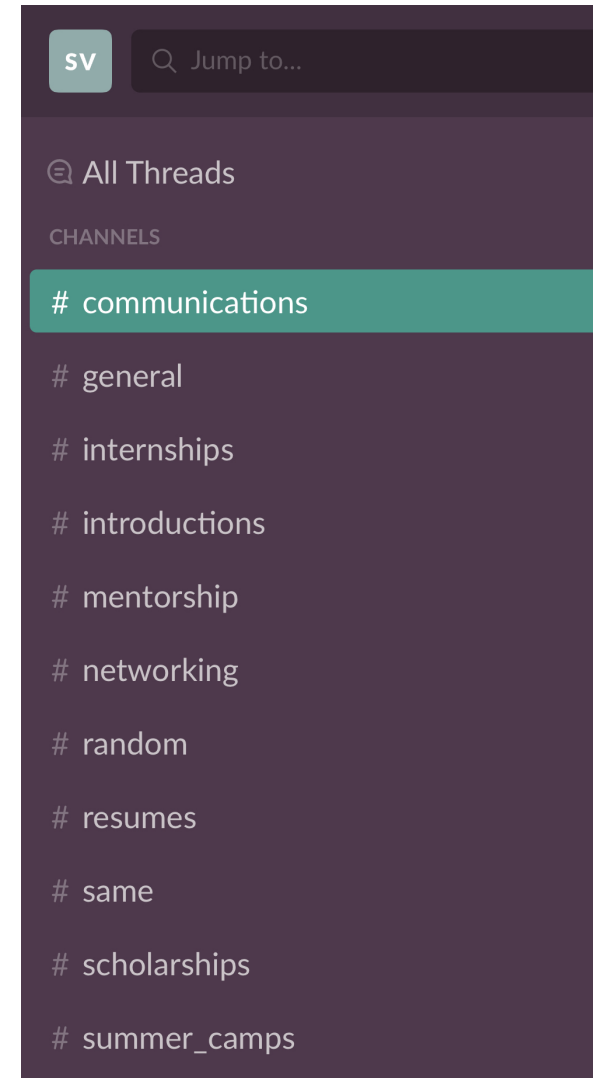 SV Jump to...
All Threads
CHANNELS
# communications
# general
# internships
# introductions
# mentorship
# networking
# random
# resumes
# same
# scholarships
# summer_camps